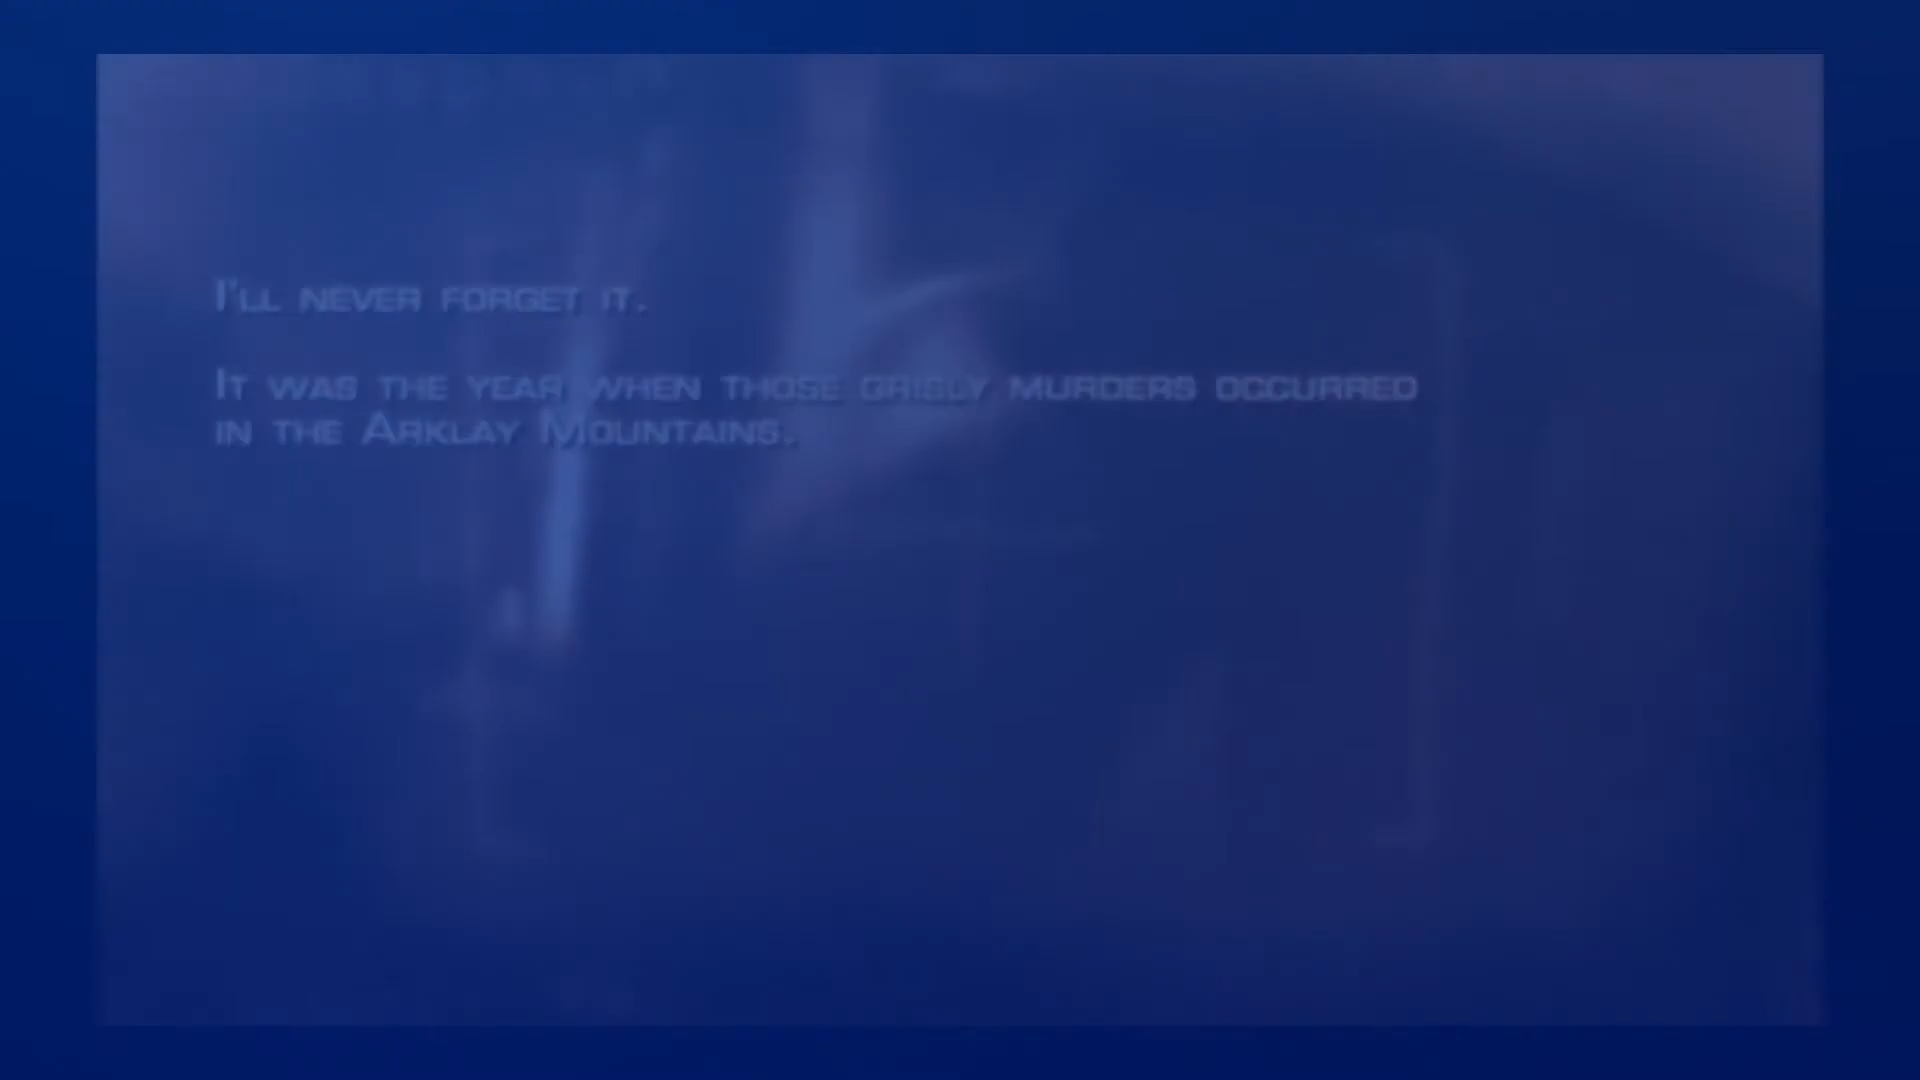 I'll never forget it.
It was the year when those grisly murders occurred
in the Arklay Mountains.